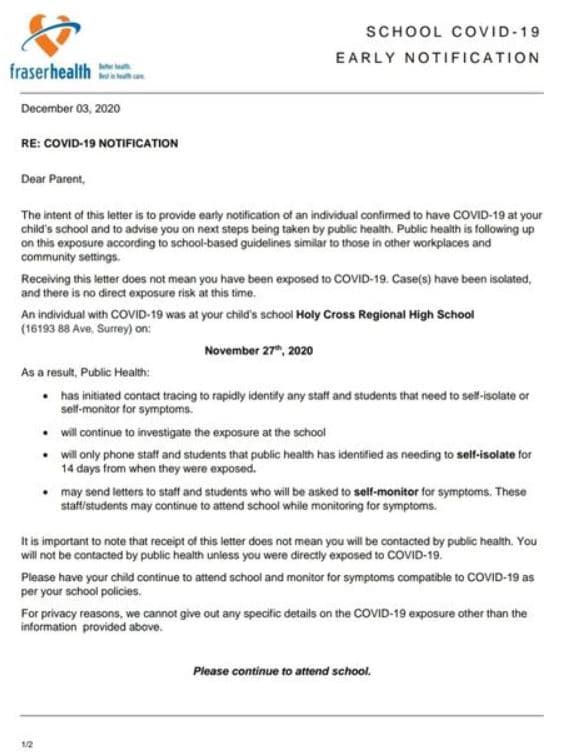 SCHOOL COVID-19
EARLY NOTIFICATION
fraserhealth
Better health.
Best in health care.
December 03, 2020
RE: COVID-19 NOTIFICATION
Dear Parent,
The intent of this letter is to provide early notification of an individual confirmed to have COVID-19 at your
child's school and to advise you on next steps being taken by public health. Public health is following up
on this exposure according to school-based guidelines similar to those in other workplaces and
community settings.
Receiving this letter does not mean you have been exposed to COVID-19. Case(s) have been isolated,
and there is no direct exposure risk at this time.
An individual with COVID-19 was at your child's school Holy Cross Regional High School
(16193 88 Ave, Surrey) on:
November 27th, 2020
As a result, Public Health:
• has initiated contact tracing to rapidly identify any staff and students that need to self-isolate or
self-monitor for symptoms.
• will continue to investigate the exposure at the school
• will only phone staff and students that public health has identified as needing to self-isolate for
14 days from when they were exposed.
• may send letters to staff and students who will be asked to self-monitor for symptoms. These
staff/students may continue to attend school while monitoring for symptoms.
It is important to note that receipt of this letter does not mean you will be contacted by public health. You
will not be contacted by public health unless you were directly exposed to COVID-19.
Please have your child continue to attend school and monitor for symptoms compatible to COVID-19 as
per your school policies.
For privacy reasons, we cannot give out any specific details on the COVID-19 exposure other than the
information provided above.
Please continue to attend school.
1/2